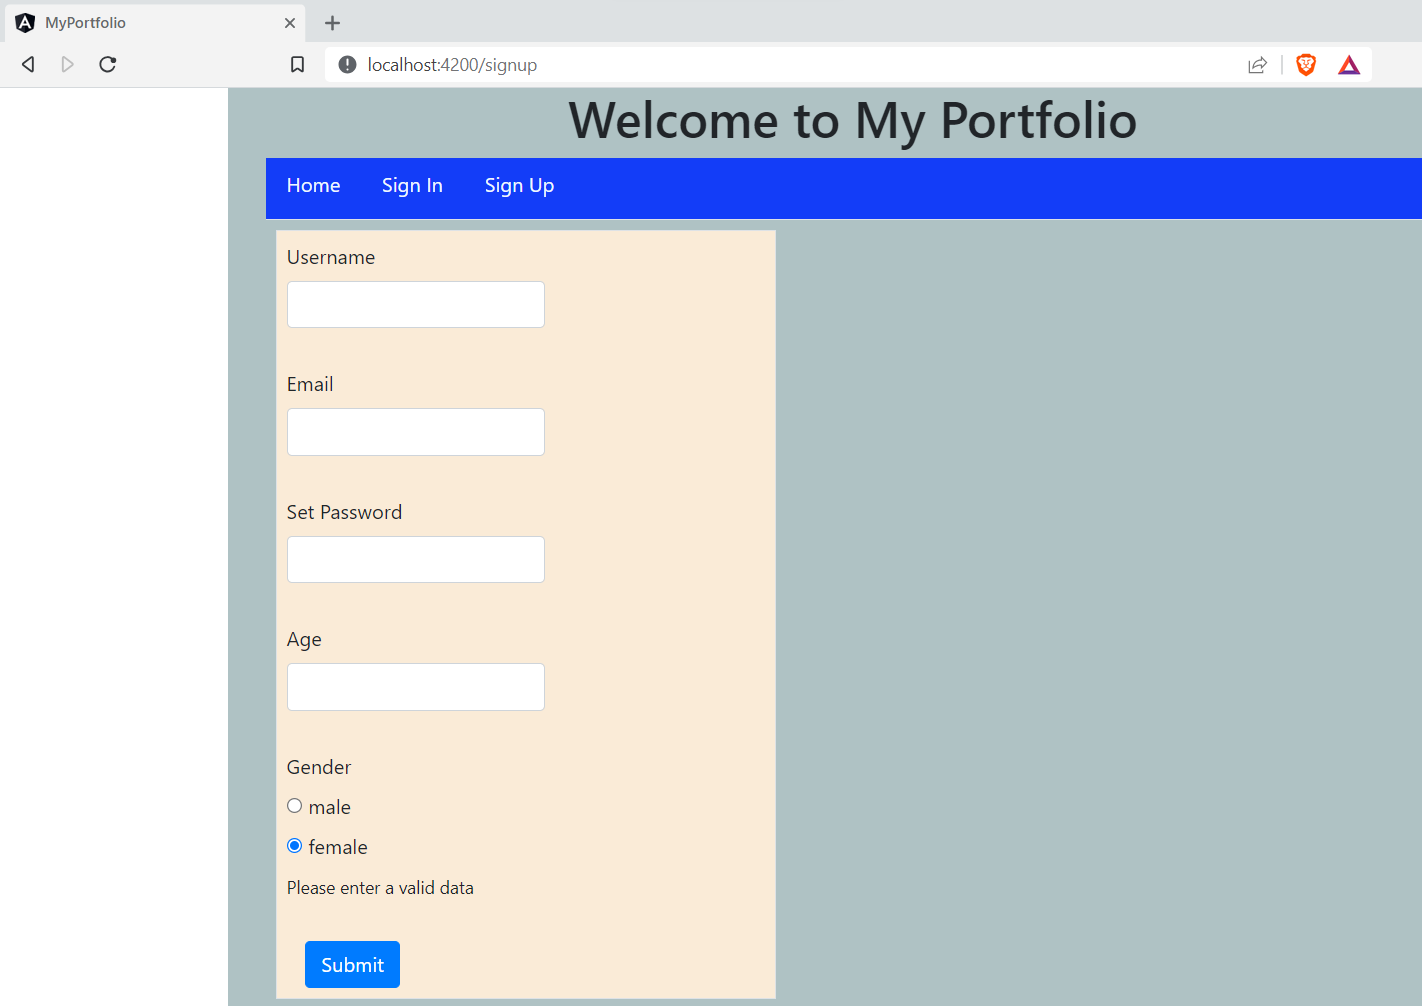 MyPortfolio
localhost:4200/signup
Welcome to My Portfolio
Home Sign In Sign Up
Username
Email
Set Password
Age
Gender
male
female
Please enter a valid data
Submit